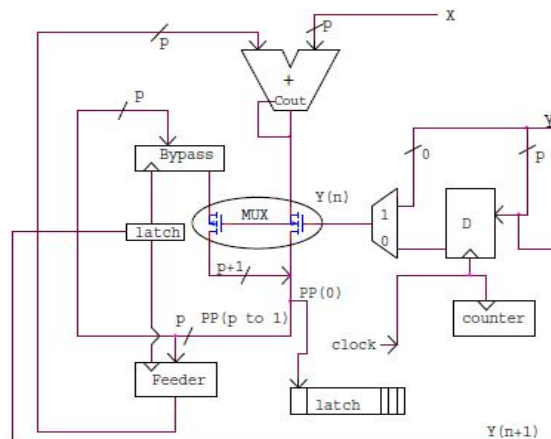 p
p
X
+
Cout
p
Bypass
0
Y
p
MUX
Y(n)
1
0
D
latch
p+1
PP(0)
p
PP(p to 1)
clock
counter
Feeder
latch
Y(n+1)